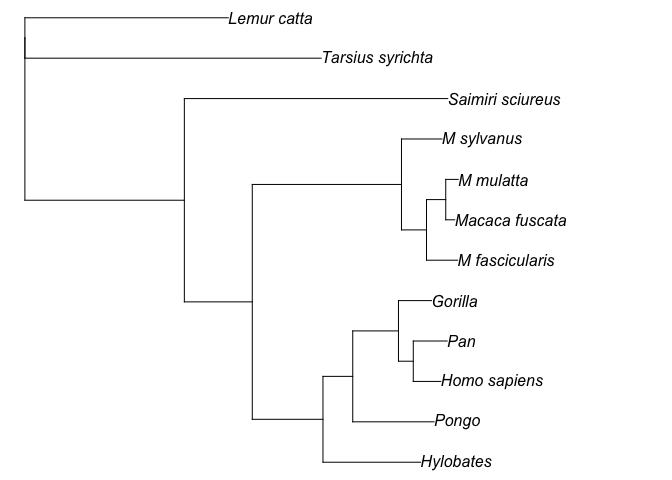 Lemur catta
Tarsius syrichta
Saimiri sciureus
M sylvanus
M mulatta
Macaca fuscata
M fascicularis
Gorilla
Pan
Homo sapiens
Pongo
Hylobates